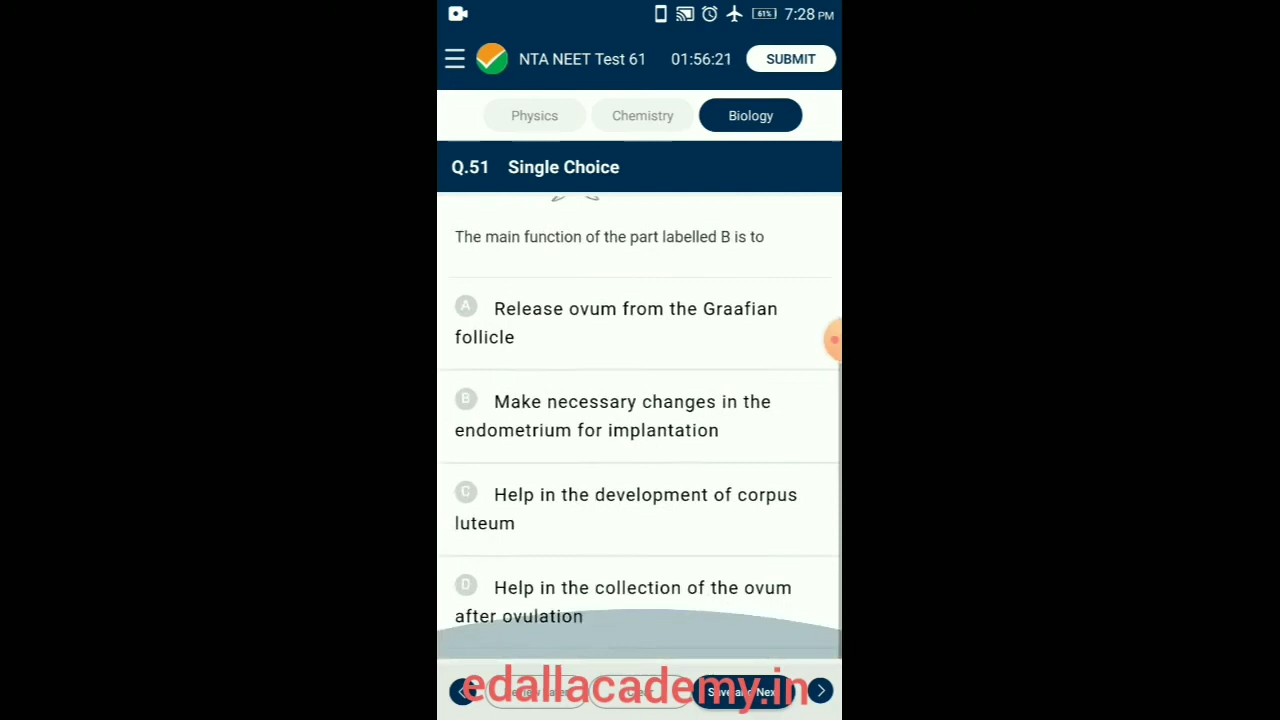 61% 7:28 PM
NTA NEET Test 61 01:56:21 SUBMIT
Physics Chemistry Biology
Q.51 Single Choice
The main function of the part labelled B is to
A Release ovum from the Graafian
follicle
B Make necessary changes in the
endometrium for implantation
C Help in the development of corpus
luteum
D Help in the collection of the ovum
after ovulation
edallacademy.in